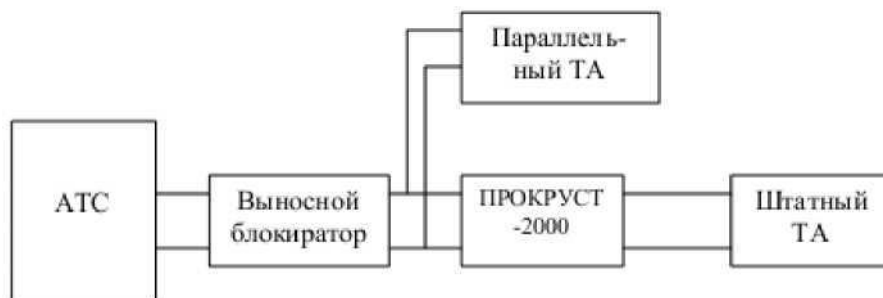 Параллель-
ный ТА
АТС
Выносной
блокиратор
ПРОКРУСТ
-2000
Штатный
ТА